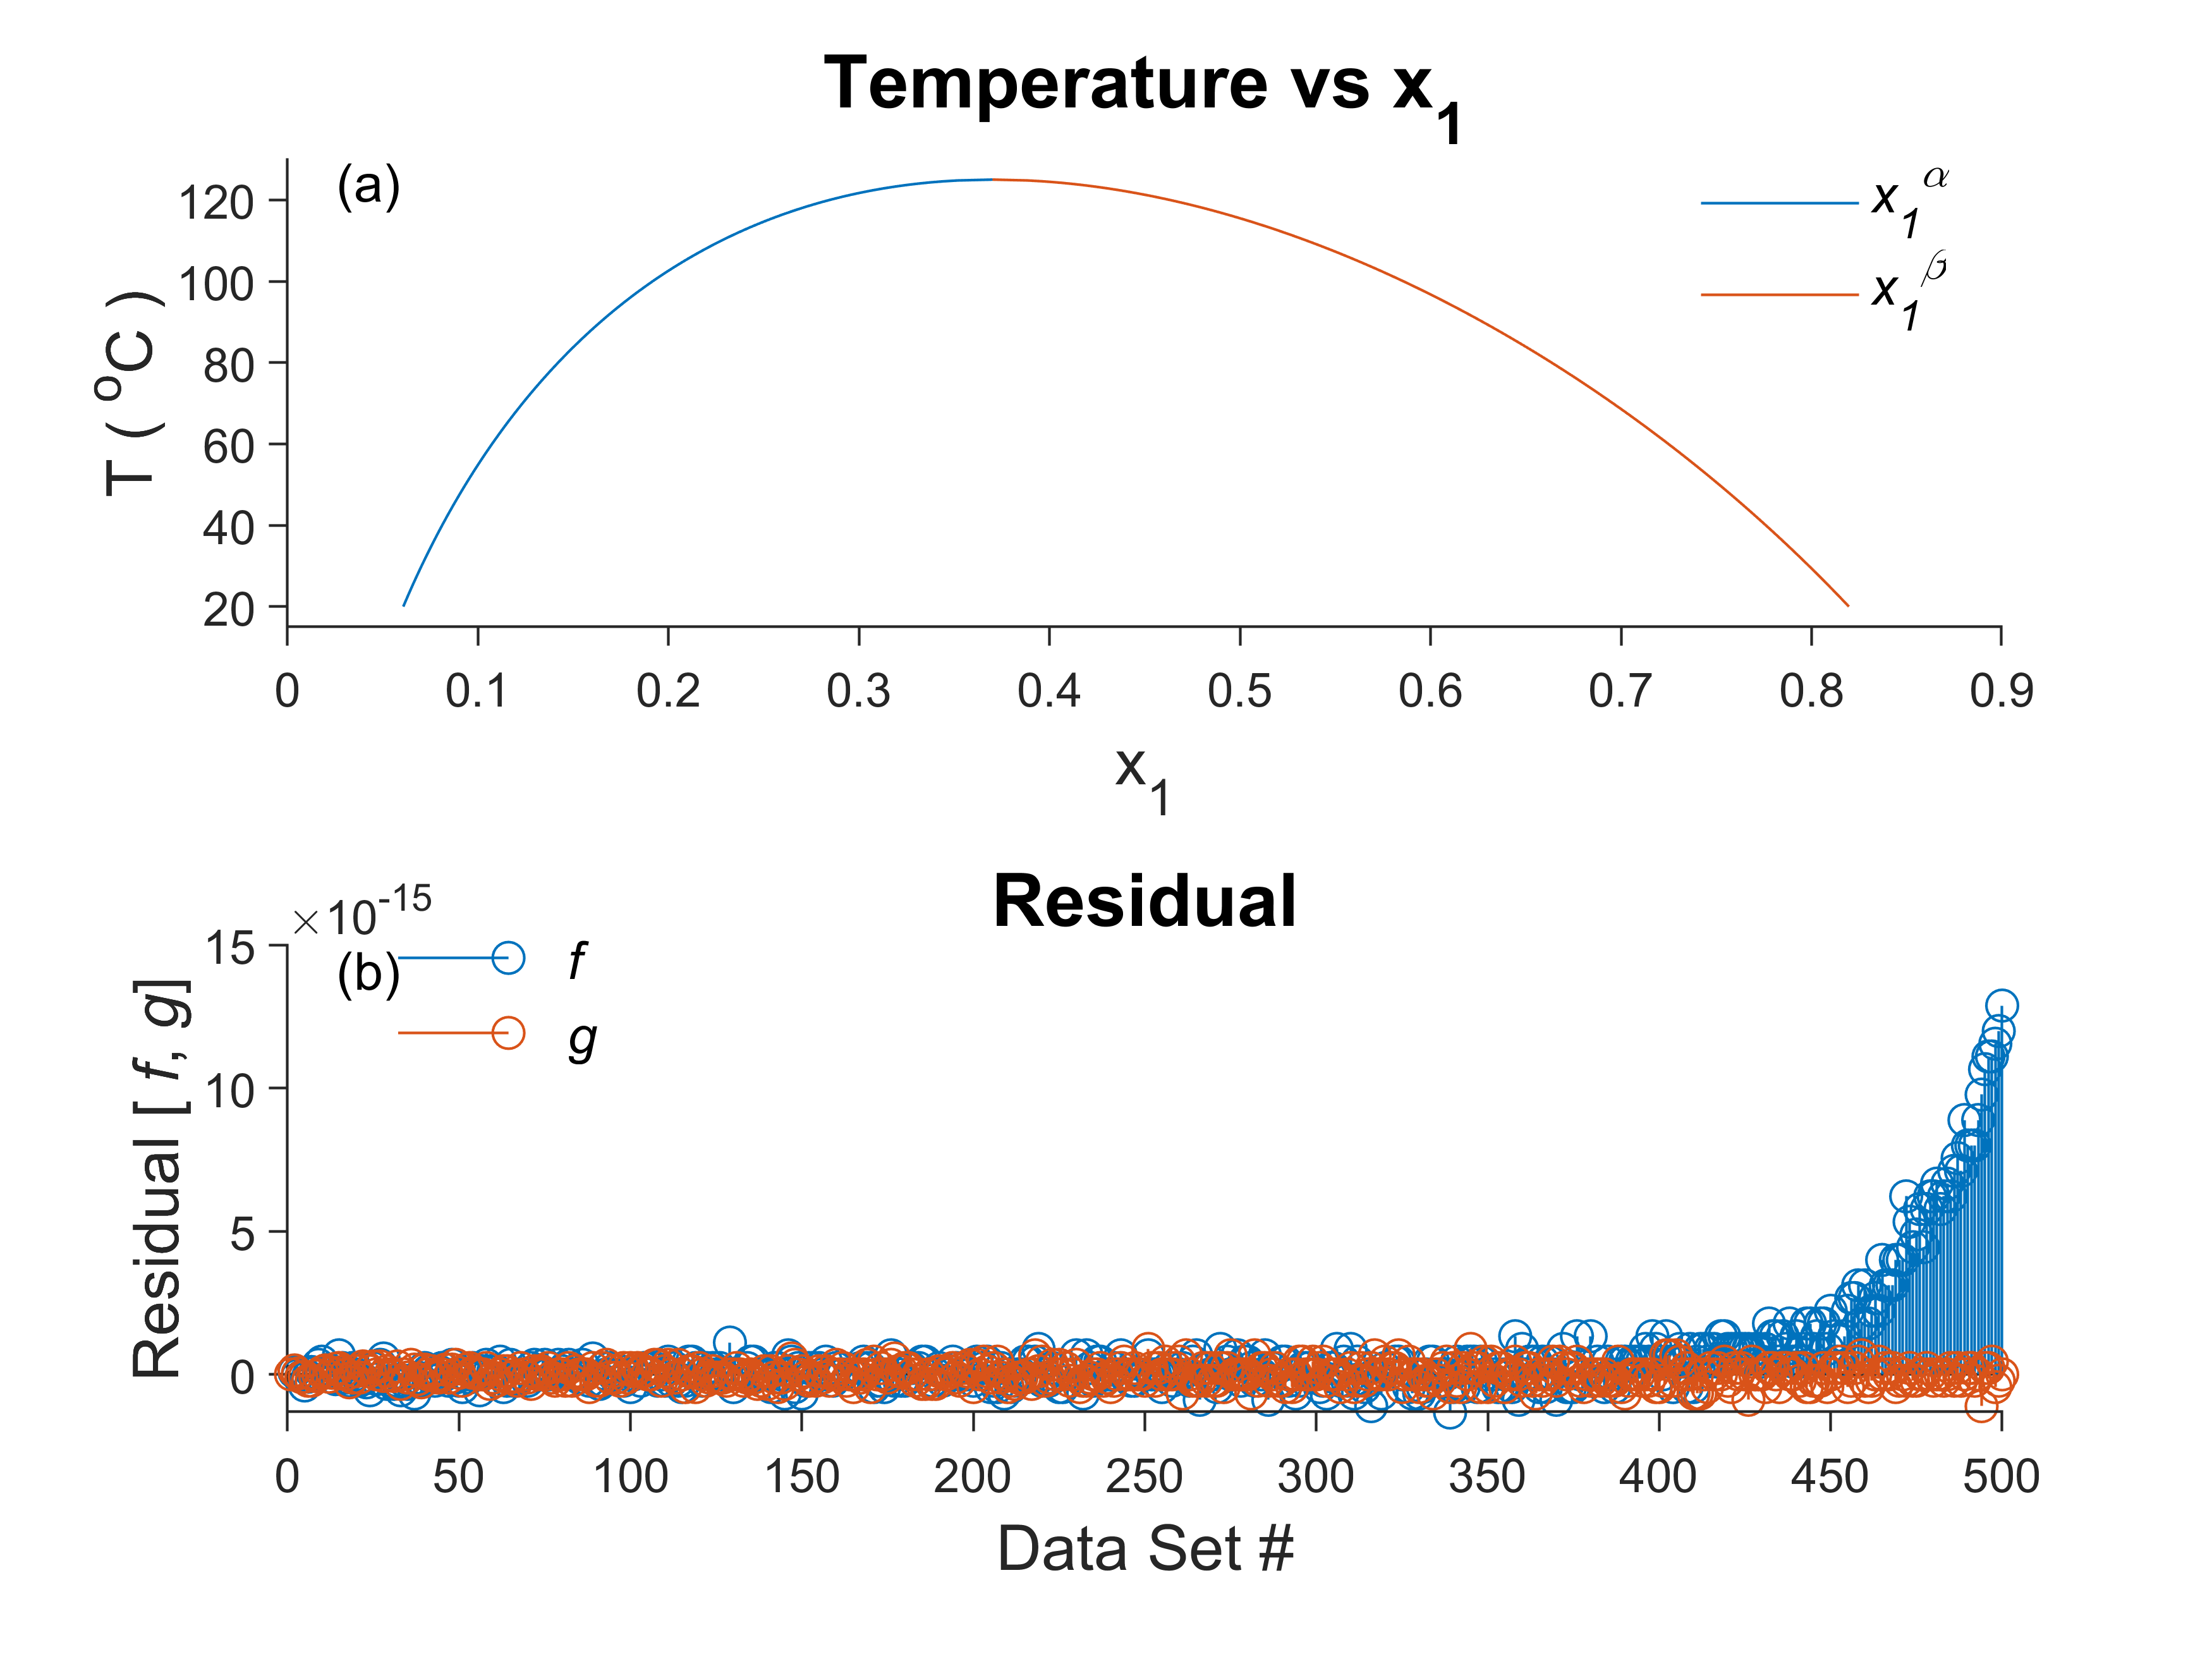 Temperature vs x1
(a)
x1α
x1β
120
100
80
60
40
20
T ( oC )
0 0.1 0.2 0.3 0.4 0.5 0.6 0.7 0.8 0.9
x1
Residual
×10-15
(b)
f
g
15
10
5
0
Residual [ f, g]
0 50 100 150 200 250 300 350 400 450 500
Data Set #